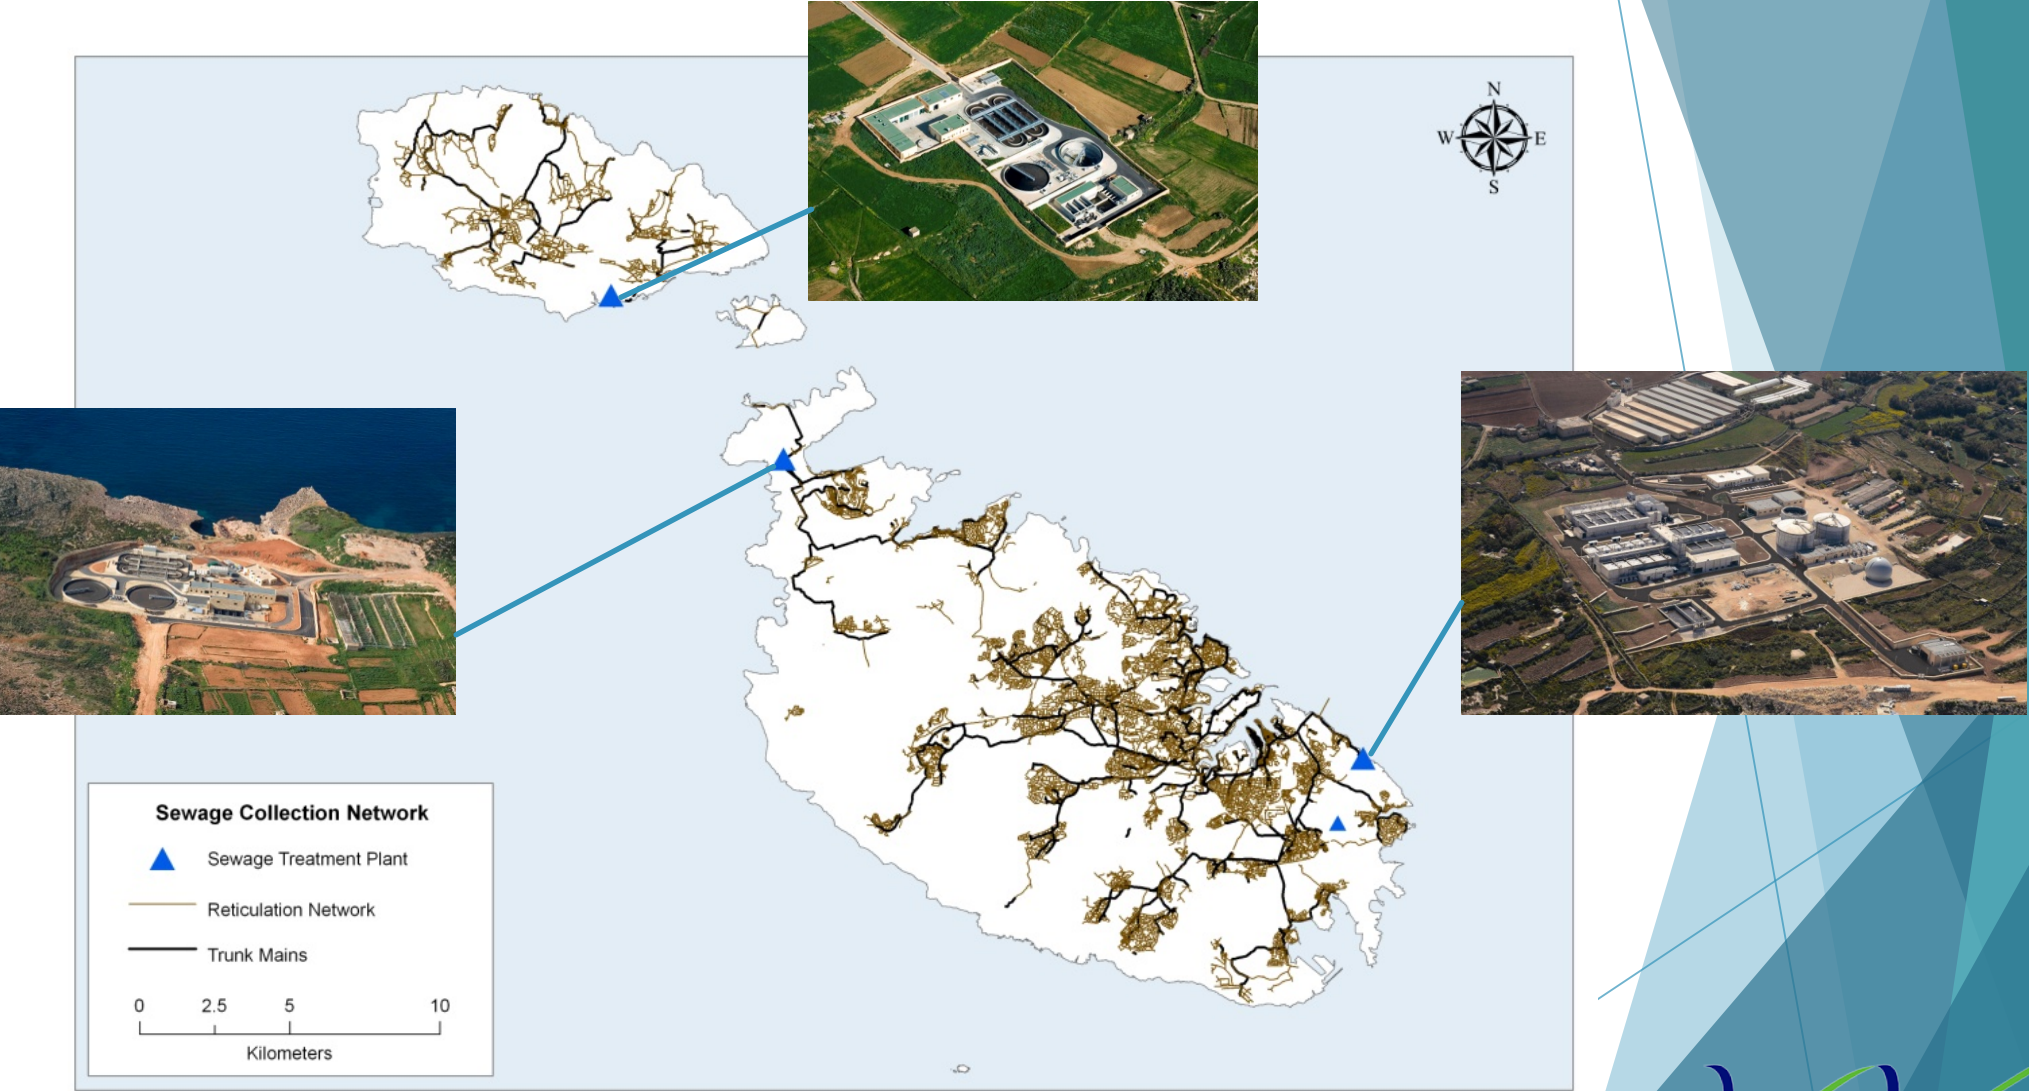 N
W E
S
Sewage Collection Network
Sewage Treatment Plant
Reticulation Network
Trunk Mains
0 2.5 5 10
Kilometers